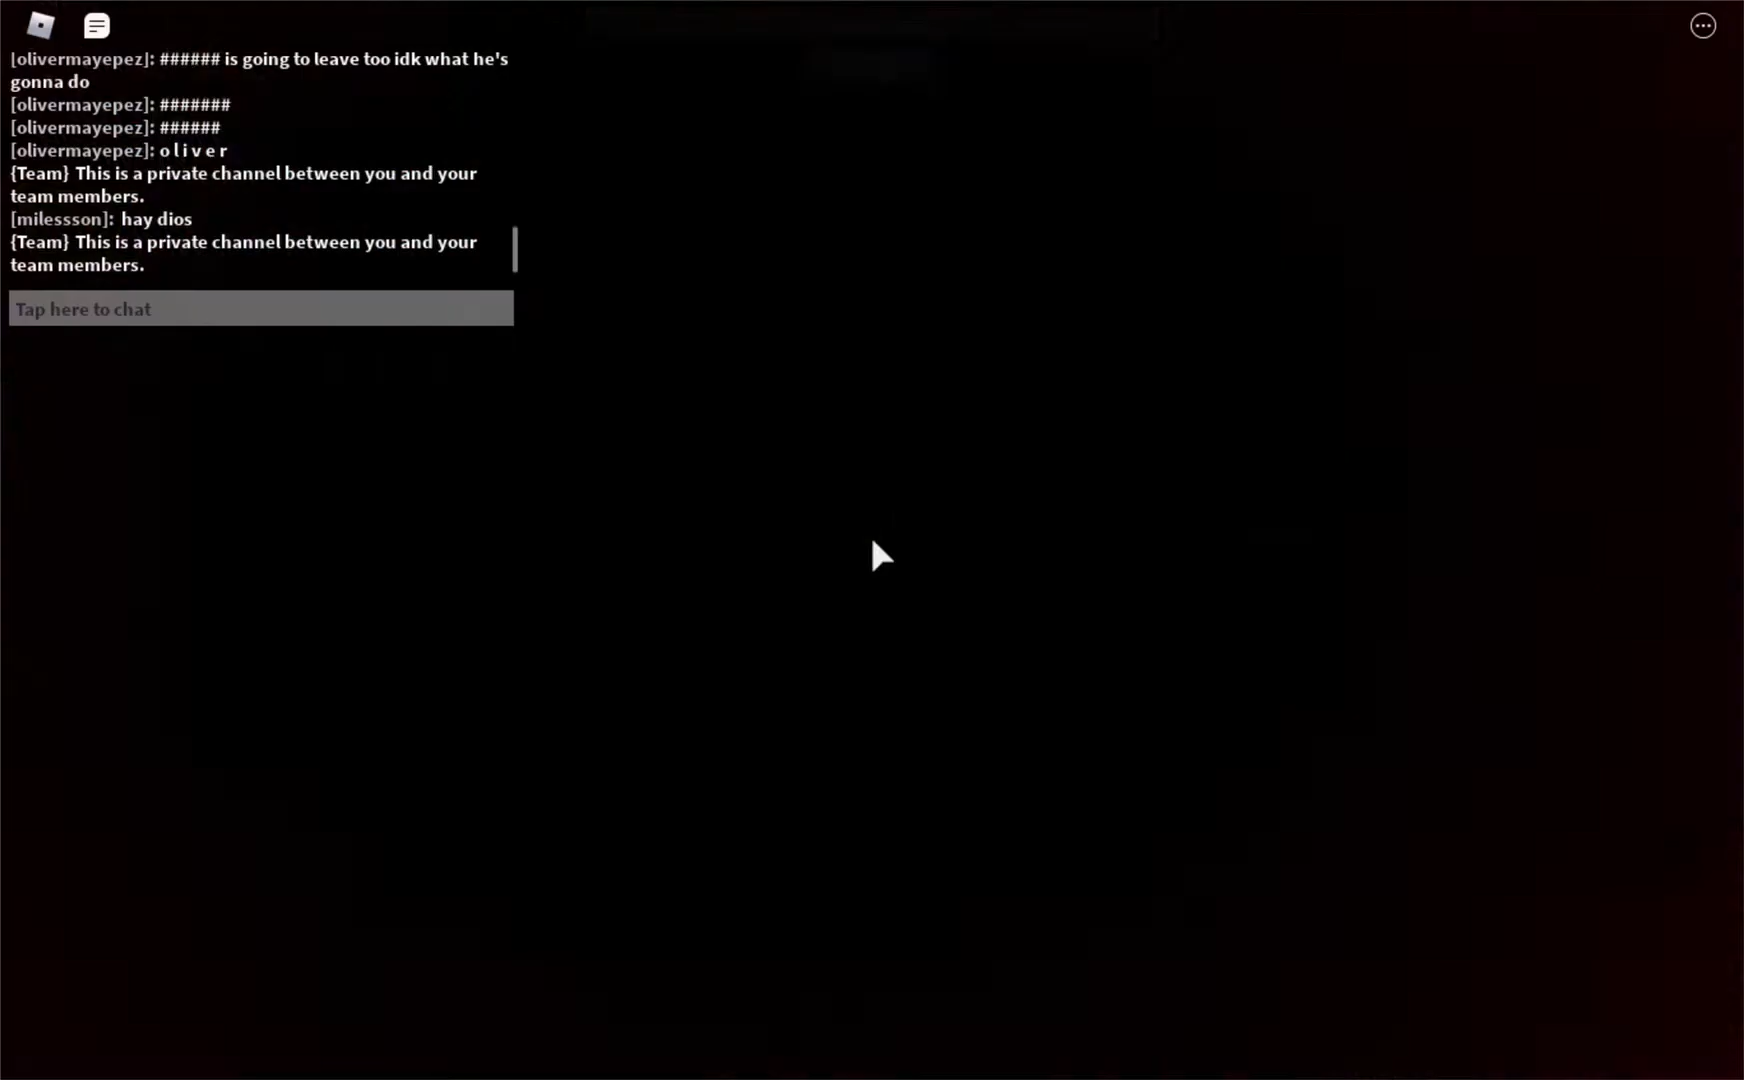 [olivermayepez]: ###### is going to leave too idk what he's
gonna do
[olivermayepez]: #######
[olivermayepez]: ######
[olivermayepez]: o l i v e r
{Team} This is a private channel between you and your
team members.
[milessson]: hay dios
{Team} This is a private channel between you and your
team members.
Tap here to chat